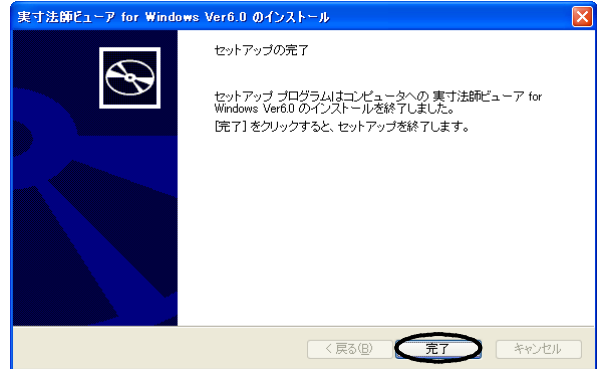 実寸法師ビューア for Windows Ver6.0 のインストール
セットアップの完了
セットアップ プログラムはコンピュータへの 実寸法師ビューア for
Windows Ver6.0 のインストールを終了しました。
[完了] をクリックすると、セットアップを終了します。
< 戻る(B)
完了
キャンセル